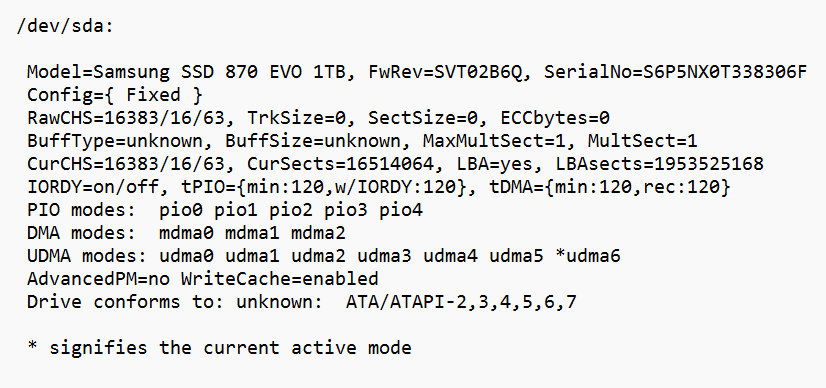 /dev/sda:
Model=Samsung SSD 870 EVO 1TB, FwRev=SVT02B6Q, SerialNo=S6P5NX0T338306F
Config={ Fixed }
RawCHS=16383/16/63, TrkSize=0, SectSize=0, ECCbytes=0
BuffType=unknown, BuffSize=unknown, MaxMultSect=1, MultSect=1
CurCHS=16383/16/63, CurSects=16514064, LBA=yes, LBAsects=1953525168
IORDY=on/off, tPIO={min:120,w/IORDY:120}, tDMA={min:120,rec:120}
PIO modes:  pio0 pio1 pio2 pio3 pio4
DMA modes:  mdma0 mdma1 mdma2
UDMA modes: udma0 udma1 udma2 udma3 udma4 udma5 *udma6
AdvancedPM=no WriteCache=enabled
Drive conforms to: unknown:  ATA/ATAPI-2,3,4,5,6,7
* signifies the current active mode